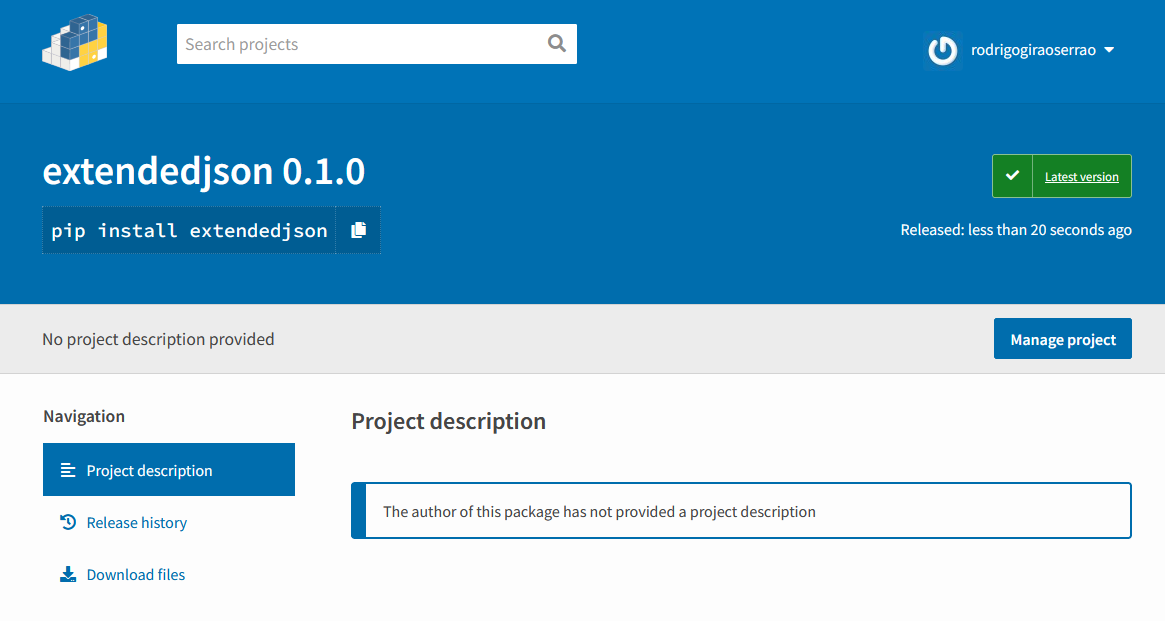 Search projects
rodrigogiraoserrao
extendedjson 0.1.0
Latest version
pip install extendedjson
Released: less than 20 seconds ago
No project description provided
Manage project
Navigation
Project description
Project description
The author of this package has not provided a project description
Release history
Download files